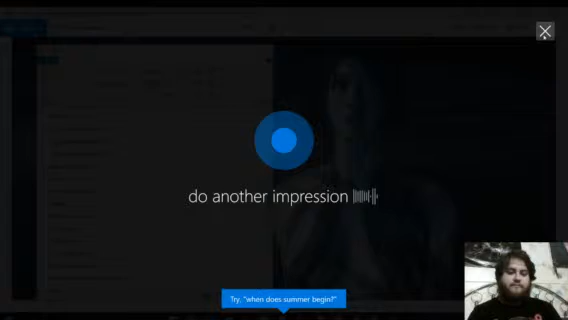 do another impression
Try, "when does summer begin?"